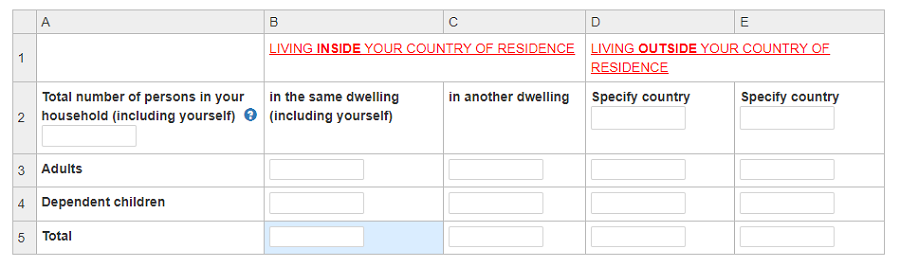 A B C D E
1 LIVING INSIDE YOUR COUNTRY OF RESIDENCE LIVING OUTSIDE YOUR COUNTRY OF
RESIDENCE
2 Total number of persons in your in the same dwelling in another dwelling Specify country Specify country
household (including yourself) ? (including yourself)
3 Adults
4 Dependent children
5 Total